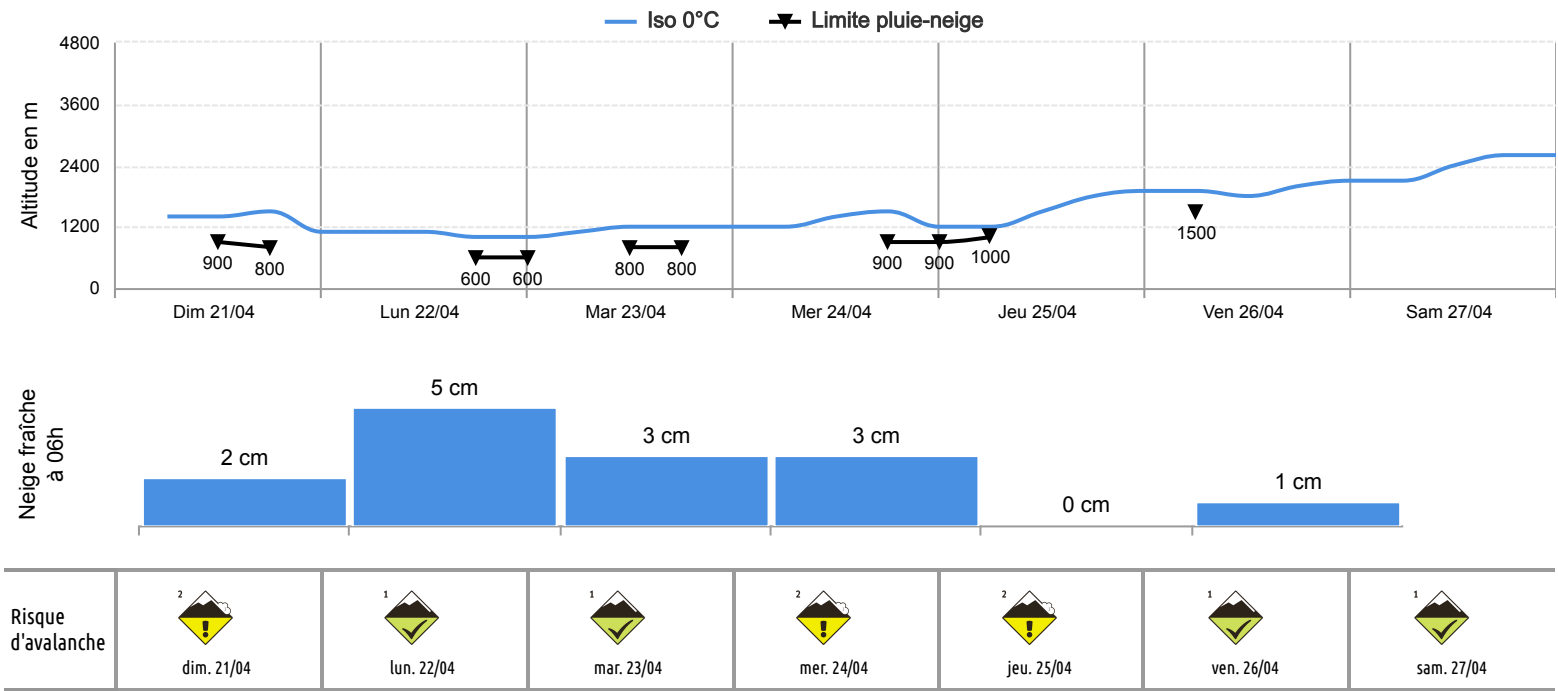 Iso 0°C Limite pluie-neige
Altitude en m
4800
3600
2400
1200
0
900 800 600 600 800 800 900 900 1000 1500
Dim 21/04 Lun 22/04 Mar 23/04 Mer 24/04 Jeu 25/04 Ven 26/04 Sam 27/04
Neige fraîche
à 06h
2 cm 5 cm 3 cm 3 cm 0 cm 1 cm
Risque
d'avalanche
2 1 1 2 2 1 1
! ! !
dim. 21/04 lun. 22/04 mar. 23/04 mer. 24/04 jeu. 25/04 ven. 26/04 sam. 27/04